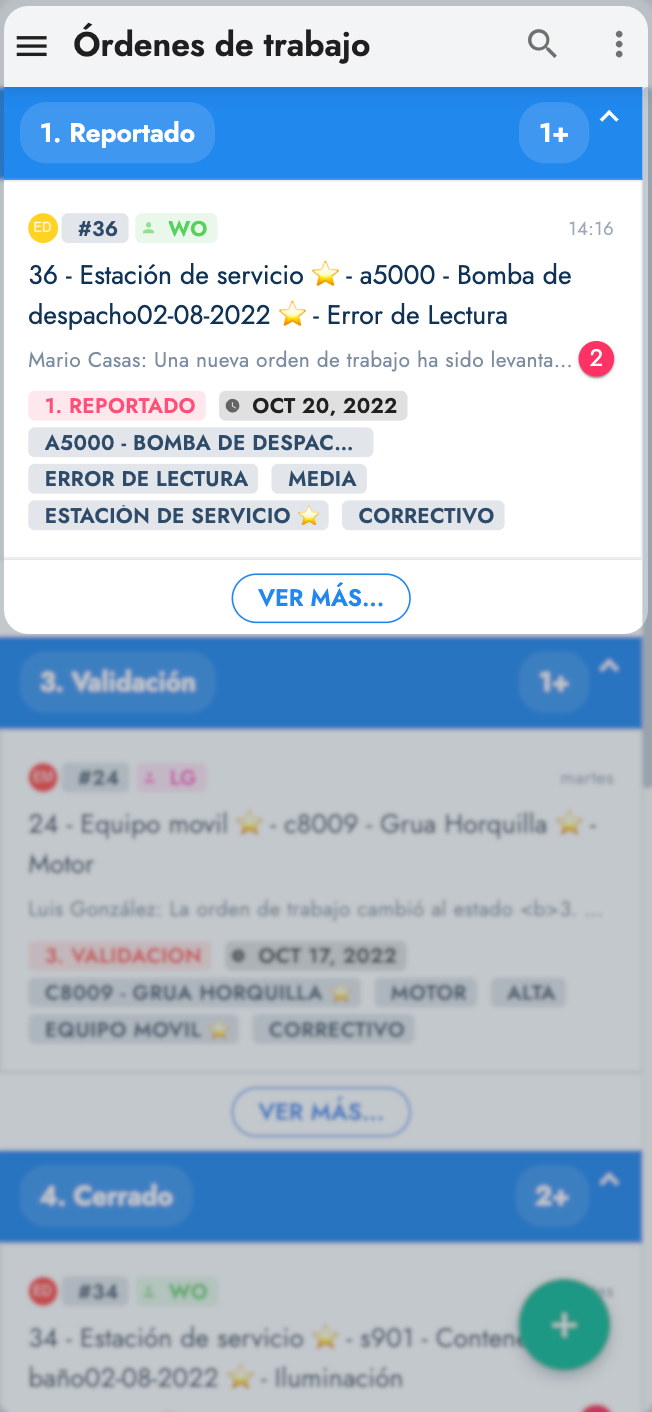 Órdenes de trabajo
1. Reportado 1+
ED #36 WO 14:16
36 - Estación de servicio ⭐ - a5000 - Bomba de
despacho02-08-2022 ⭐ - Error de Lectura
Mario Casas: Una nueva orden de trabajo ha sido levanta... 2
1. REPORTADO OCT 20, 2022
A5000 - BOMBA DE DESPAC...
ERROR DE LECTURA MEDIA
ESTACIÓN DE SERVICIO ⭐ CORRECTIVO
VER MÁS...
3. Validación 1+
#24 LG martes
24 - Equipo movil ⭐ - c8009 - Grua Horquilla ⭐ -
Motor
Luis González: La orden de trabajo cambió al estado <b>3. ...
3. VALIDACION OCT 17, 2022
C8009 - GRUA HORQUILLA ⭐ MOTOR ALTA
EQUIPO MOVIL ⭐ CORRECTIVO
VER MÁS...
4. Cerrado 2+
ED #34 WO
34 - Estación de servicio ⭐ - s901 - Conten
baño02-08-2022 ⭐ - Iluminación